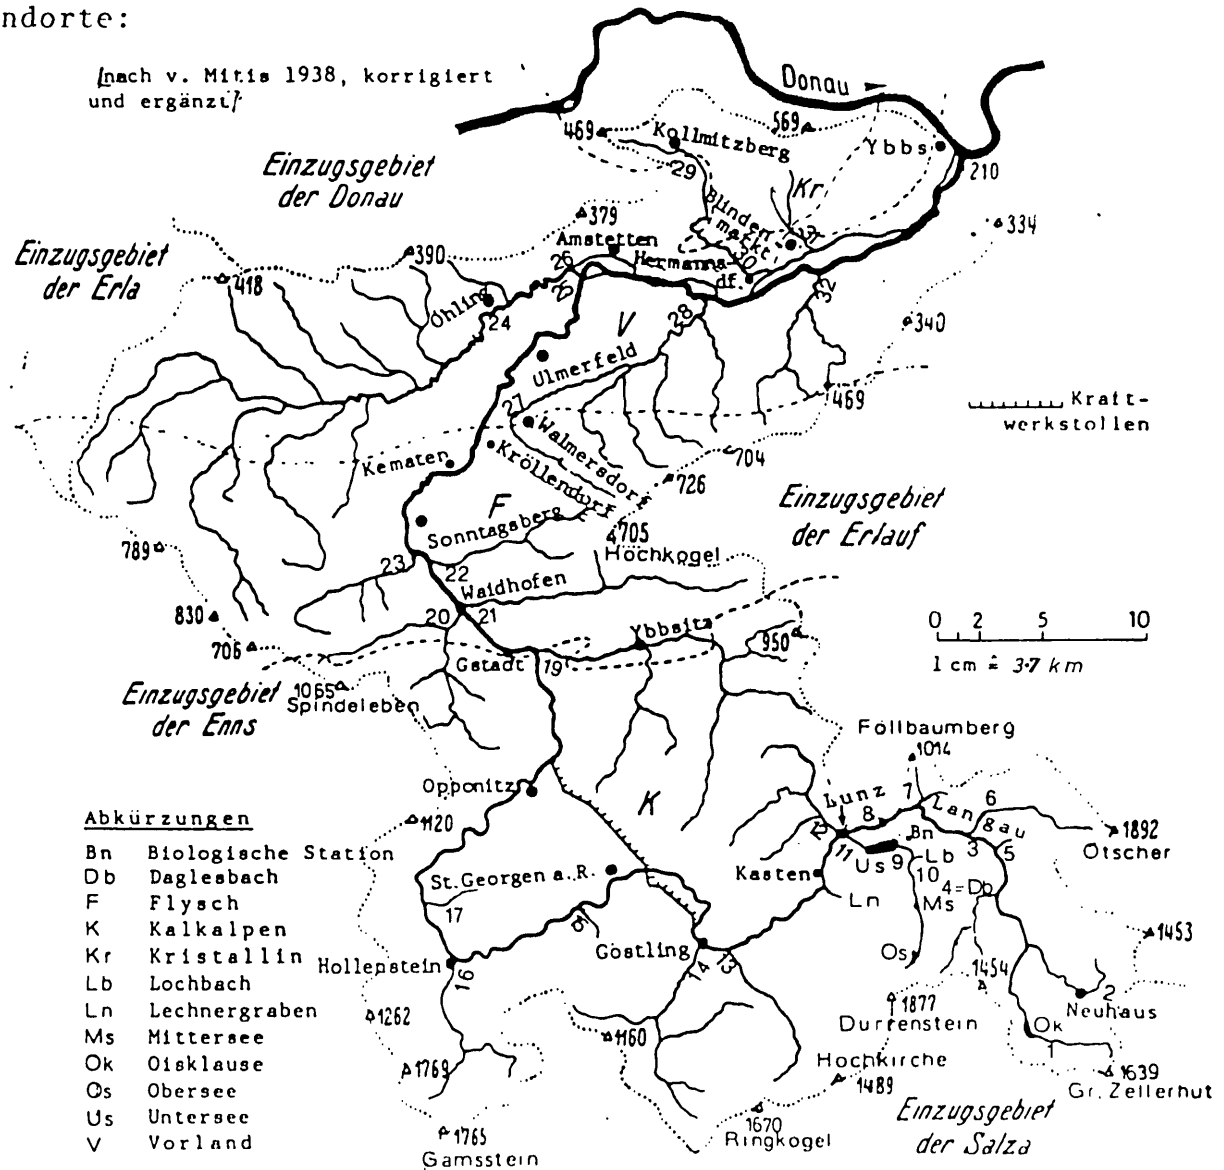 ndorte:
(nach v. Mitis 1938, korrigiert
und ergänzt)
Donau
469
569
Kollmitzberg
Ybbs
29
210
Einzugsgebiet
der Donau
Kr
Blinden
markt
31
379
334
Amstetten
Einzugsgebiet
der Erla
390
26
Hermanns-
df.
30
418
32
Öhling
24
28
V
340
Ulmerfeld
469
Kraft-
werkstollen
27
Walmersdorf
Kematen
Kröllendorf
704
726
F
Einzugsgebiet
der Erlauf
Sonntagsberg
705
Hochkogel
789
23
22
Waidhofen
830
20
21
0 2 5 10
1 cm ≙ 3·7 km
706
Ybbsitz
950
Gstadt
19
Einzugsgebiet
der Enns
1065
Spindeleben
Föllbaumberg
1014
Opponitz
K
Lunz
7
Langau
6
8
1120
12
Bn
1892
Ötscher
11
Us
9
Lb
3
5
10
St.Georgen a.R.
Kasten
4=Db
Ln
Ms
17
1453
Göstling
Os
Hollenstein
16
14
13
1454
2
Neuhaus
1877
Dürrenstein
Ok
1
1262
1160
Hochkirche
1489
1769
1639
Gr. Zellerhut
1670
Ringkogel
Einzugsgebiet
der Salza
1765
Gamsstein
Abkürzungen
Bn Biologische Station
Db Daglesbach
F Flysch
K Kalkalpen
Kr Kristallin
Lb Lochbach
Ln Lechnergraben
Ms Mittersee
Ok Oisklause
Os Obersee
Us Untersee
V Vorland